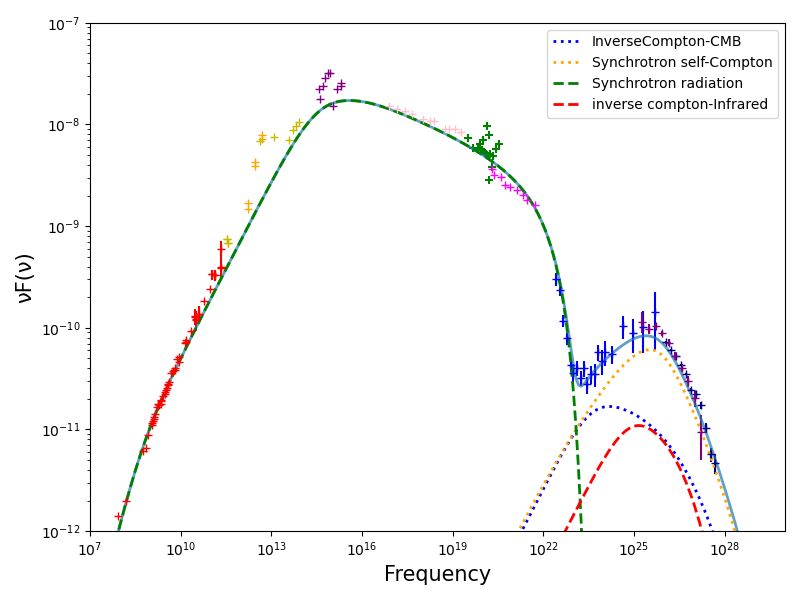 10⁻⁷
10⁻⁸
10⁻⁹
10⁻¹⁰
10⁻¹¹
10⁻¹²
νF(ν)
InverseCompton-CMB
Synchrotron self-Compton
Synchrotron radiation
inverse compton-Infrared
10⁷ 10¹⁰ 10¹³ 10¹⁶ 10¹⁹ 10²² 10²⁵ 10²⁸
Frequency